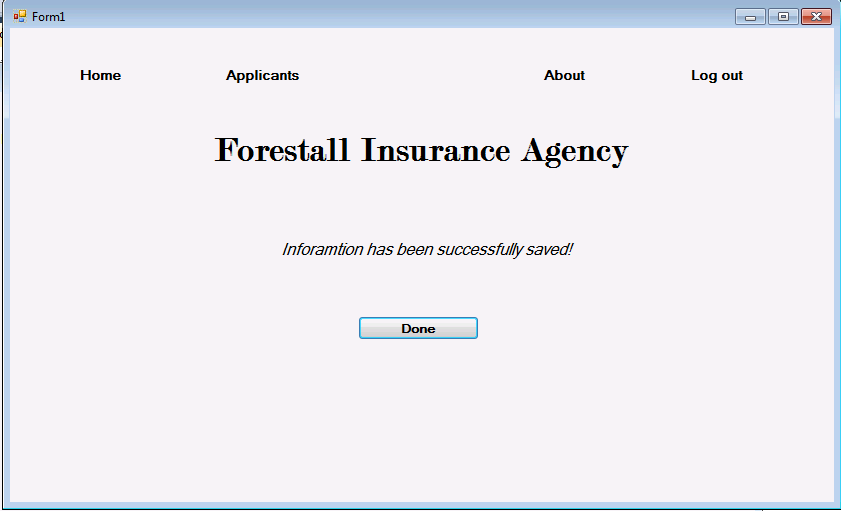 Form1
Home Applicants About Log out
Forestall Insurance Agency
Inforamtion has been successfully saved!
Done